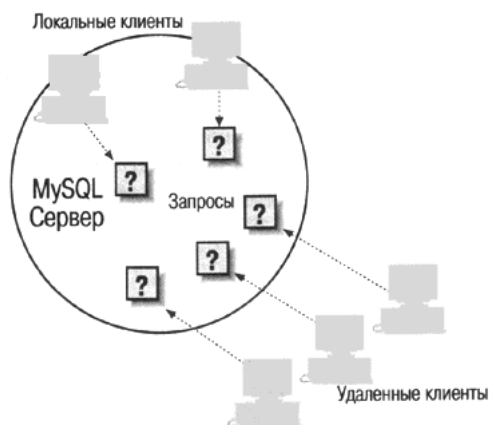 Локальные клиенты
?
?
MySQL
Сервер
Запросы
?
?
?
Удаленные клиенты